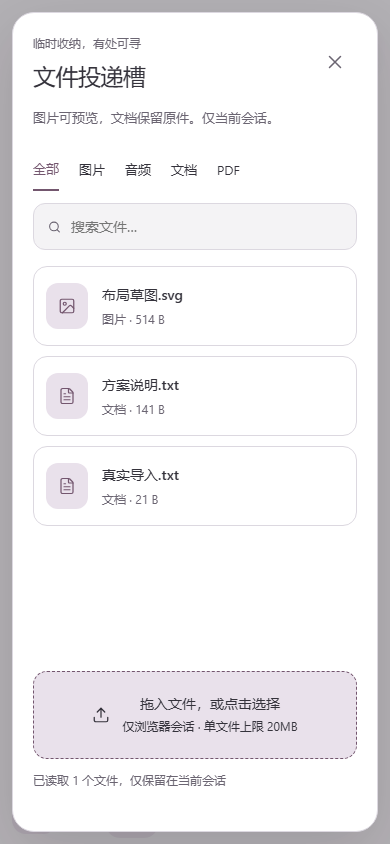 临时收纳，有处可寻
文件投递槽
图片可预览，文档保留原件。仅当前会话。
全部 图片 音频 文档 PDF
搜索文件...
布局草图.svg
图片 · 514 B
方案说明.txt
文档 · 141 B
真实导入.txt
文档 · 21 B
拖入文件，或点击选择
仅浏览器会话 · 单文件上限 20MB
已读取 1 个文件，仅保留在当前会话